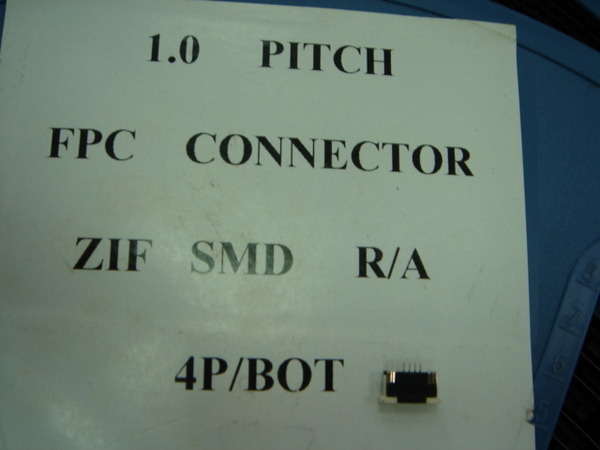 1.0 PITCH
FPC CONNECTOR
ZIF SMD R/A
4P/BOT